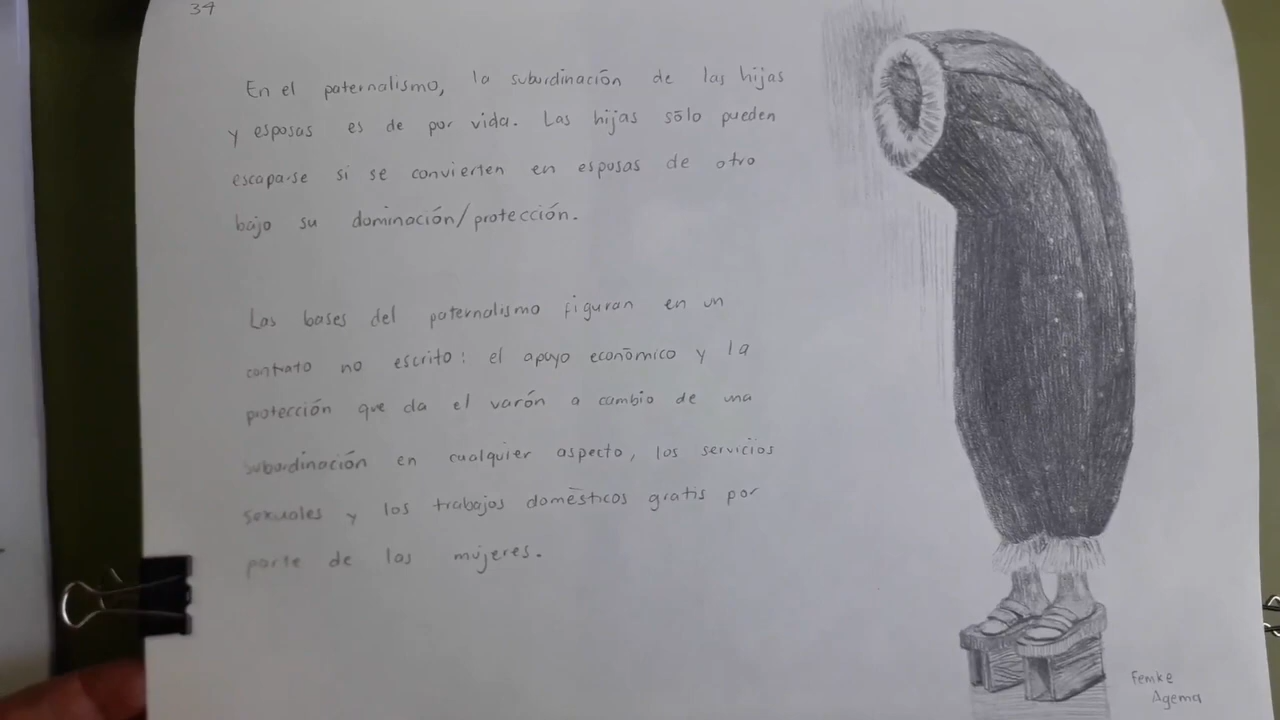 34
En el paternalismo, la subordinación de las hijas
y esposas es de por vida. Las hijas sólo pueden
escaparse si se convierten en esposas de otro
bajo su dominación/protección.
Las bases del paternalismo figuran en un
contrato no escrito: el apoyo económico y la
protección que da el varón a cambio de una
subordinación en cualquier aspecto, los servicios
sexuales y los trabajos domésticos gratis por
parte de las mujeres.
Femke
Agema